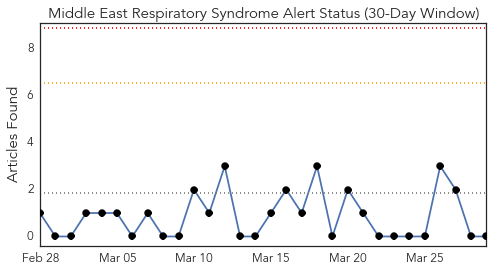 Middle East Respiratory Syndrome Alert Status (30-Day Window)
Articles Found
8
6
4
2
0
Feb 28 Mar 05 Mar 10 Mar 15 Mar 20 Mar 25